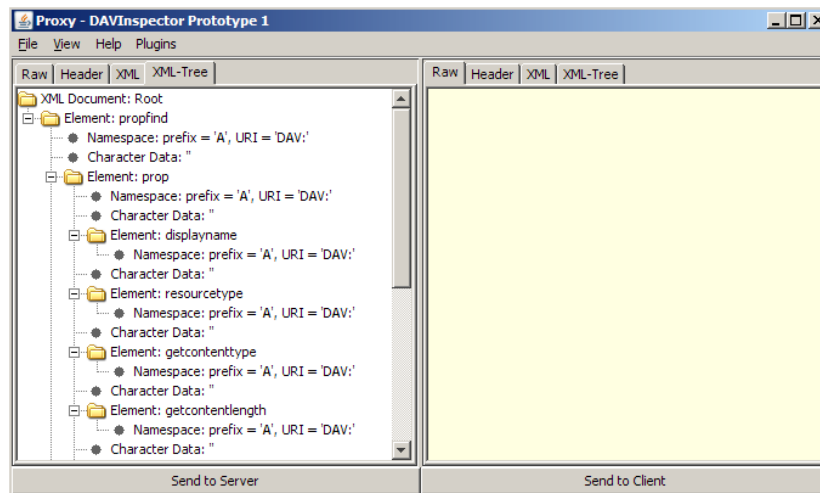 Proxy - DAVInspector Prototype 1
File View Help Plugins
Raw Header XML XML-Tree
XML Document: Root
Element: propfind
Namespace: prefix = 'A', URI = 'DAV:'
Character Data: ''
Element: prop
Namespace: prefix = 'A', URI = 'DAV:'
Character Data: ''
Element: displayname
Namespace: prefix = 'A', URI = 'DAV:'
Character Data: ''
Element: resourcetype
Namespace: prefix = 'A', URI = 'DAV:'
Character Data: ''
Element: getcontenttype
Namespace: prefix = 'A', URI = 'DAV:'
Character Data: ''
Element: getcontentlength
Namespace: prefix = 'A', URI = 'DAV:'
Character Data: ''
Send to Server
Raw Header XML XML-Tree
Send to Client